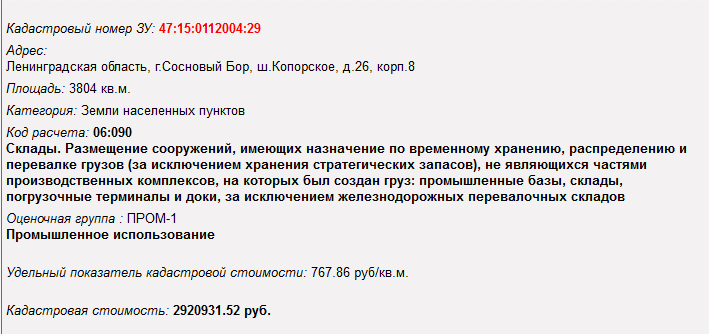 Кадастровый номер ЗУ: 47:15:0112004:29
Адрес:
Ленинградская область, г.Сосновый Бор, ш.Копорское, д.26, корп.8
Площадь: 3804 кв.м.
Категория: Земли населенных пунктов
Код расчета: 06:090
Склады. Размещение сооружений, имеющих назначение по временному хранению, распределению и
перевалке грузов (за исключением хранения стратегических запасов), не являющихся частями
производственных комплексов, на которых был создан груз: промышленные базы, склады,
погрузочные терминалы и доки, за исключением железнодорожных перевалочных складов
Оценочная группа : ПРОМ-1
Промышленное использование
Удельный показатель кадастровой стоимости: 767.86 руб/кв.м.
Кадастровая стоимость: 2920931.52 руб.